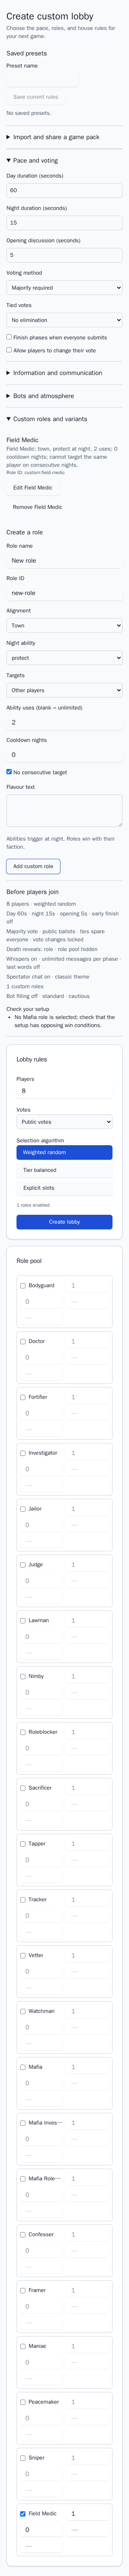 Create custom lobby
Choose the pace, roles, and house rules for
your next game.
Saved presets
Preset name
Save current rules
No saved presets.
Import and share a game pack
Pace and voting
Day duration (seconds)
60
Night duration (seconds)
15
Opening discussion (seconds)
5
Voting method
Majority required
Tied votes
No elimination
Finish phases when everyone submits
Allow players to change their vote
Information and communication
Bots and atmosphere
Custom roles and variants
Field Medic
Field Medic: town, protect at night. 2 uses; 0
cooldown nights; cannot target the same
player on consecutive nights.
Role ID: custom:field-medic
Edit Field Medic
Remove Field Medic
Create a role
Role name
New role
Role ID
new-role
Alignment
Town
Night ability
protect
Targets
Other players
Ability uses (blank = unlimited)
2
Cooldown nights
0
No consecutive target
Flavour text
Abilities trigger at night. Roles win with their
faction.
Add custom role
Before players join
8 players · weighted random
Day 60s · night 15s · opening 5s · early finish
off
Majority vote · public ballots · ties spare
everyone · vote changes locked
Death reveals: role · role pool hidden
Whispers on · unlimited messages per phase ·
last words off
Spectator chat on · classic theme
1 custom roles
Bot filling off · standard · cautious
Check your setup
No Mafia role is selected; check that the
setup has opposing win conditions.
Lobby rules
Players
8
Votes
Public votes
Selection algorithm
Weighted random
Tier balanced
Explicit slots
1 roles enabled
Create lobby
Role pool
Bodyguard 1
0 —
—
Doctor 1
0 —
—
Fortifier 1
0 —
—
Investigator 1
0 —
—
Jailor 1
0 —
—
Judge 1
0 —
—
Lawman 1
0 —
—
Nimby 1
0 —
—
Roleblocker 1
0 —
—
Sacrificer 1
0 —
—
Tapper 1
0 —
—
Tracker 1
0 —
—
Vetter 1
0 —
—
Watchman 1
0 —
—
Mafia 1
0 —
—
Mafia Inves— 1
0 —
—
Mafia Role— 1
0 —
—
Confesser 1
0 —
—
Framer 1
0 —
—
Maniac 1
0 —
—
Peacemaker 1
0 —
—
Sniper 1
0 —
—
Field Medic 1
0 —
—